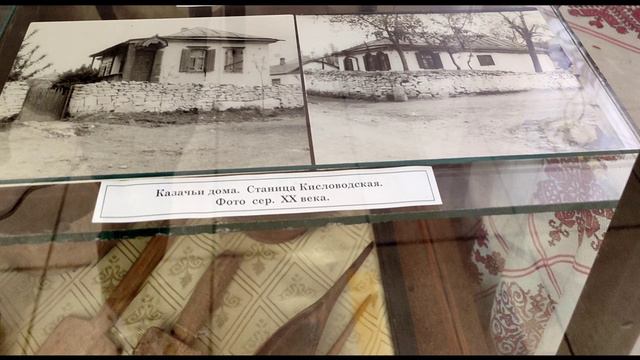 Казачьи дома. Станица Кисловодская.
Фото сер. XX века.